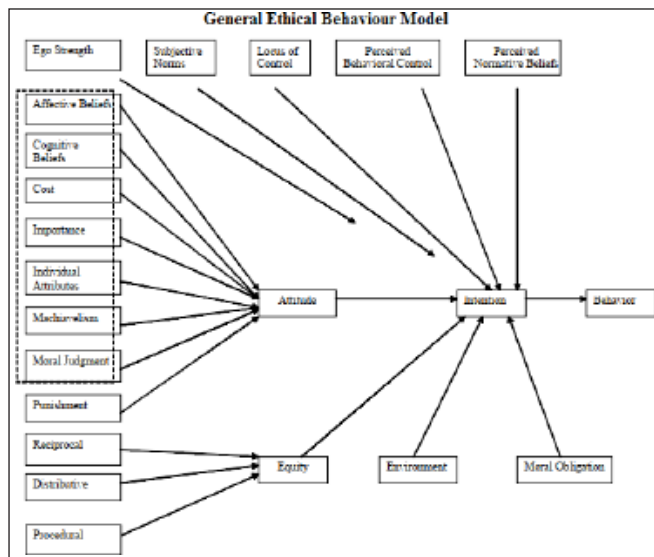 General Ethical Behaviour Model
Ego Strength
Subjective
Norms
Locus of
Control
Perceived
Behavioral Control
Perceived
Normative Beliefs
Affective Beliefs
Cognitive
Beliefs
Cost
Importance
Individual
Attributes
Machiavelism
Moral Judgment
Punishment
Reciprocal
Distributive
Procedural
Attitude
Intention
Behavior
Equity
Environment
Moral Obligation